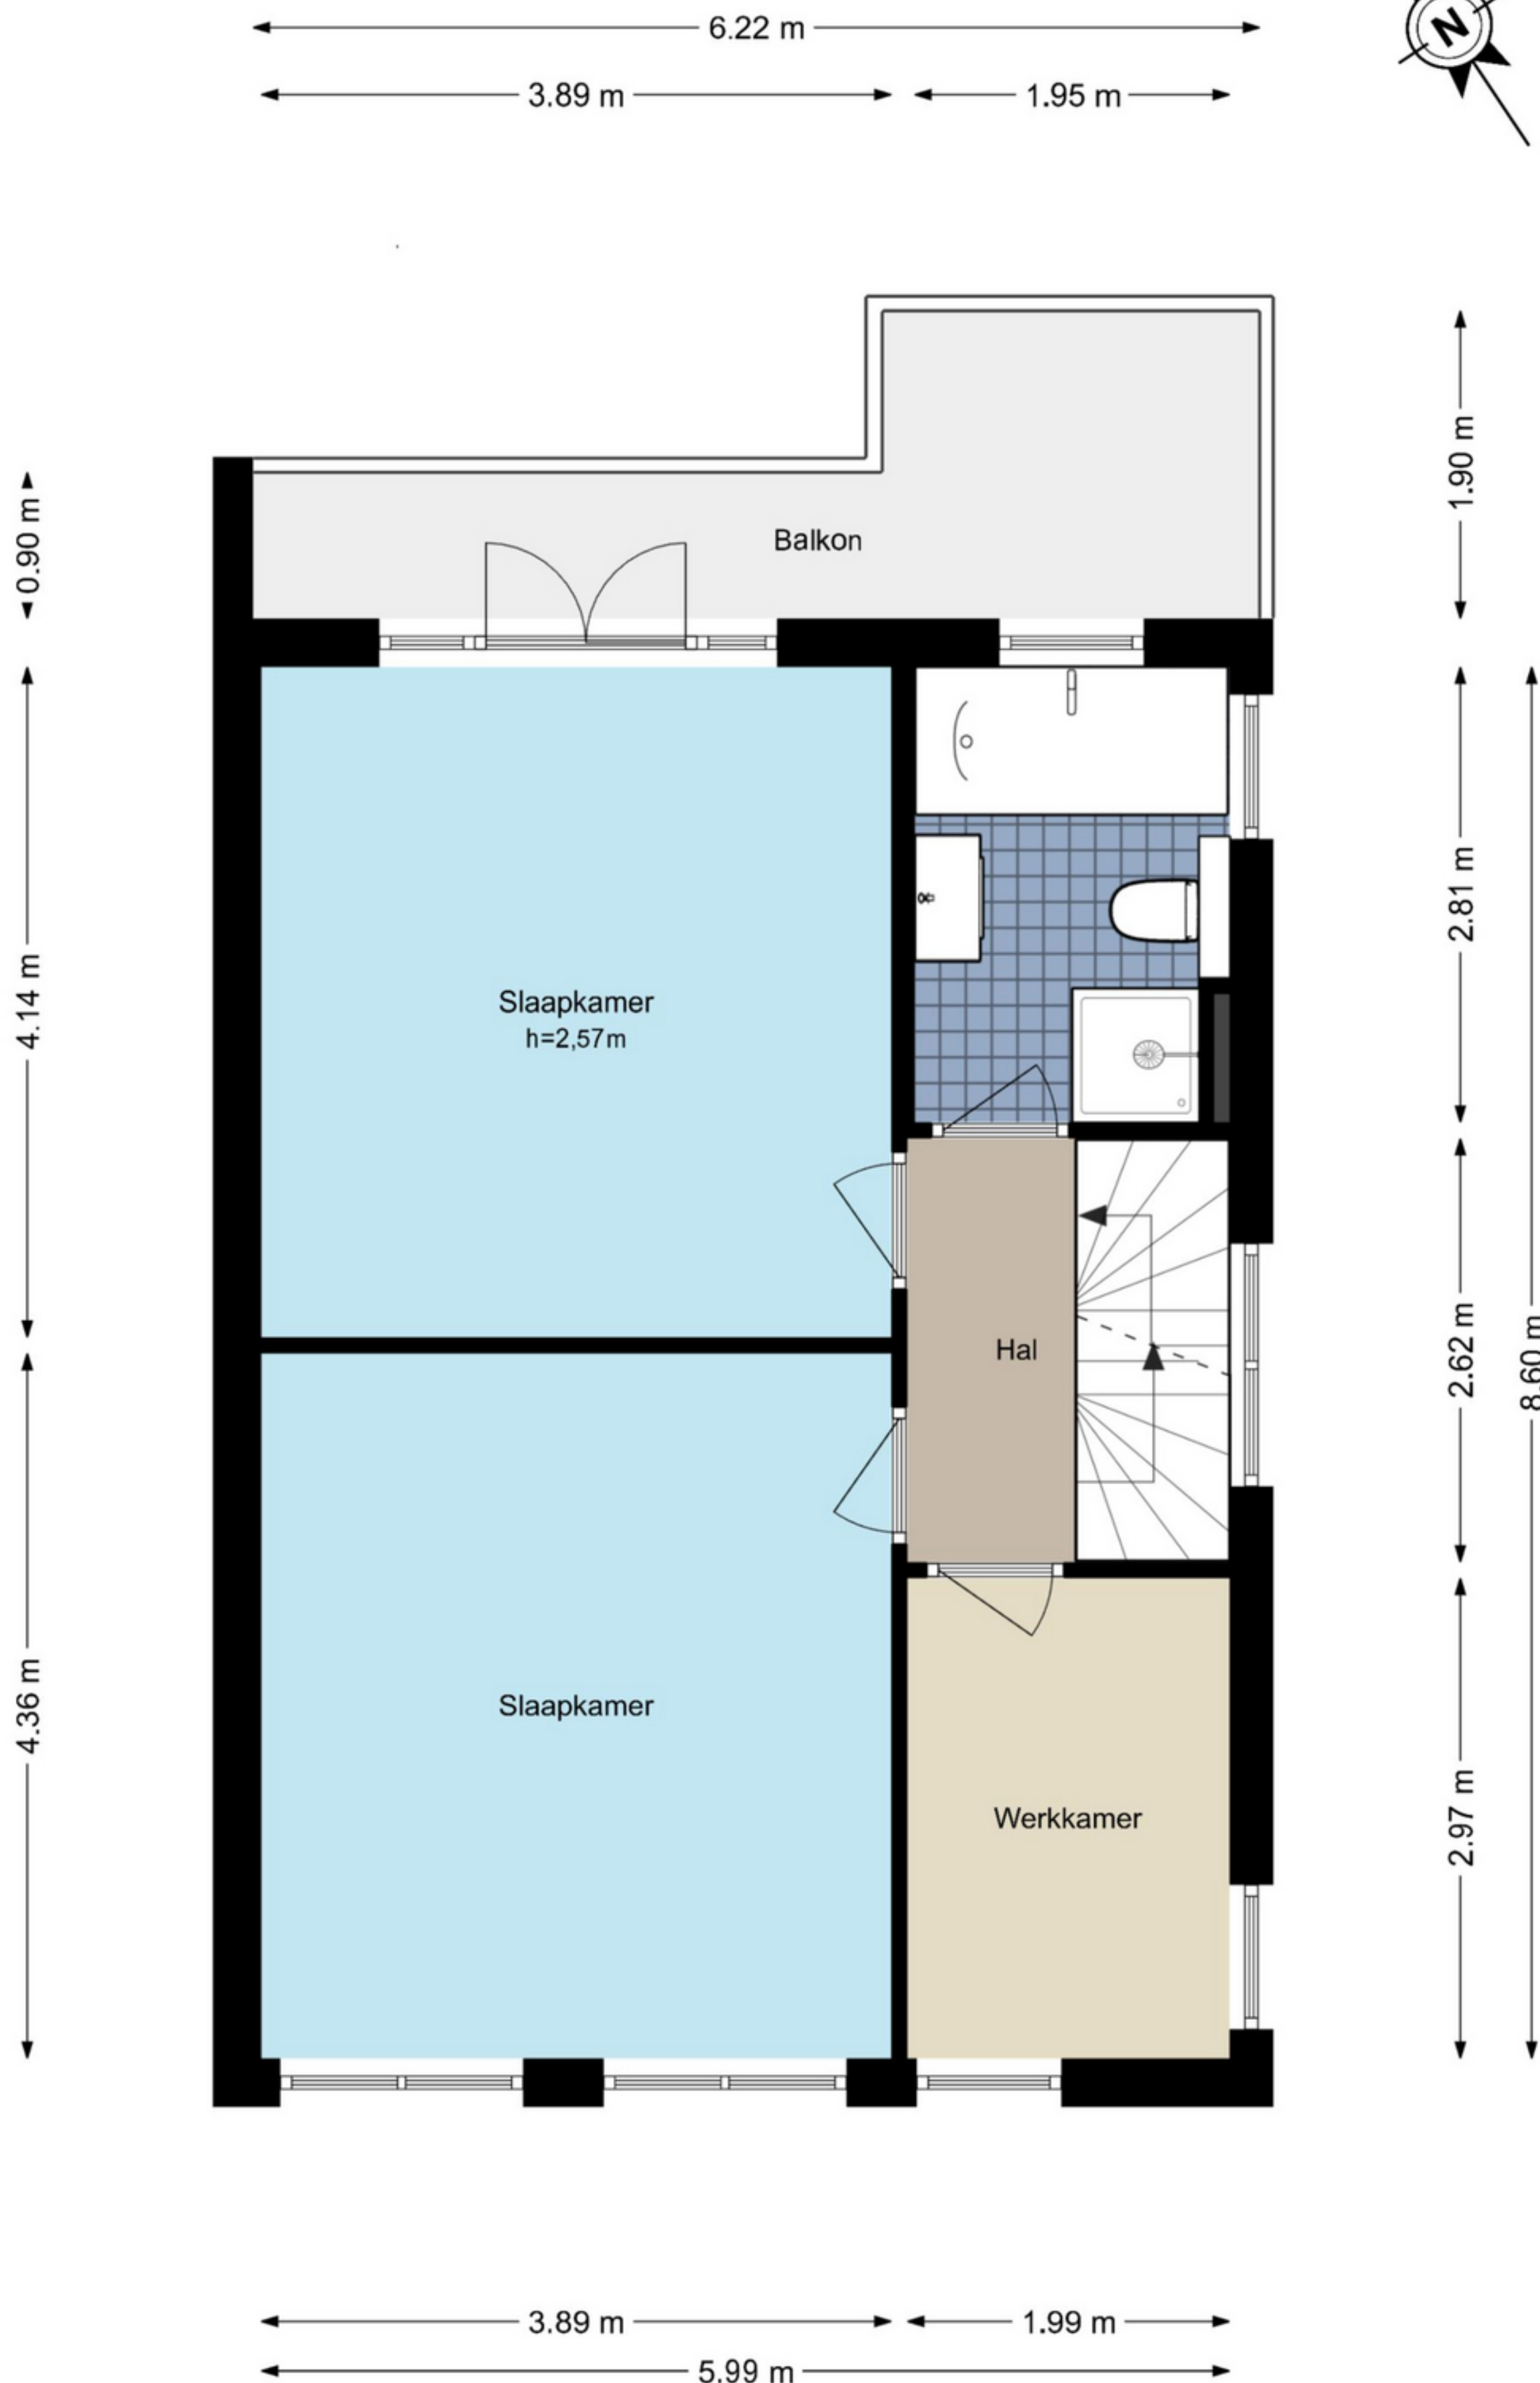 6.22 m
N
3.89 m
1.95 m
1.90 m
0.90 m
Balkon
2.81 m
4.14 m
Slaapkamer
h=2,57m
Hal
2.62 m
8.60 m
4.36 m
Slaapkamer
Werkkamer
2.97 m
3.89 m
1.99 m
5.99 m